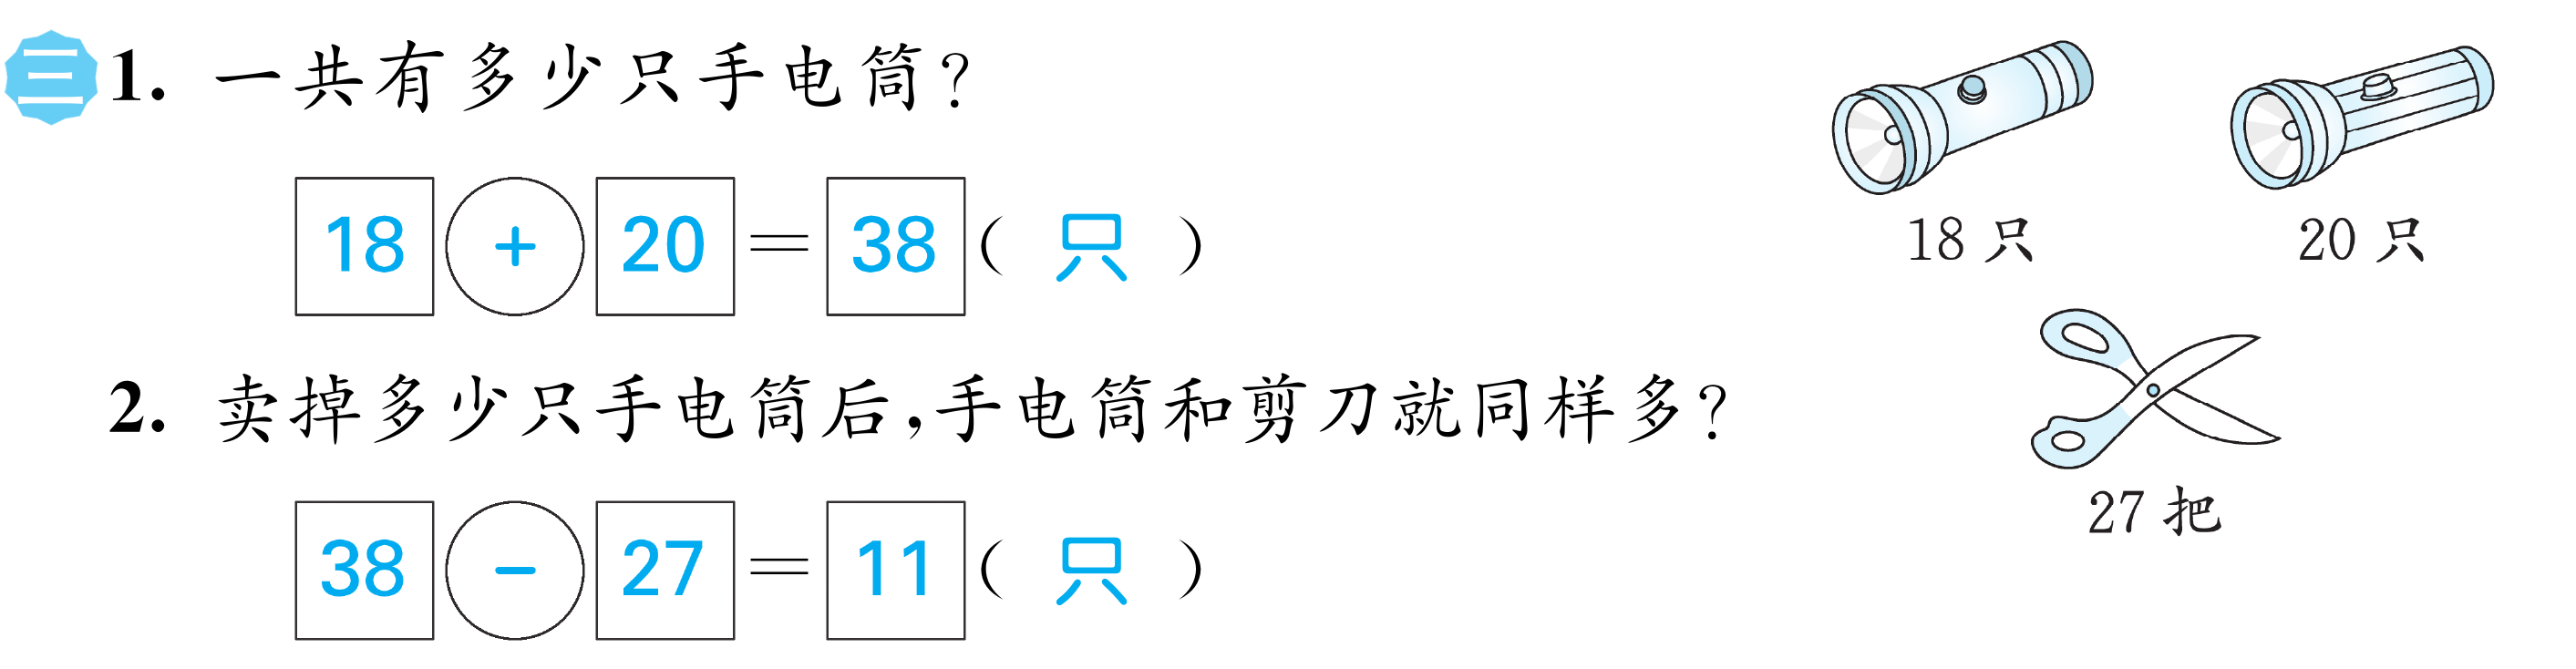 三 1. 一共有多少只手电筒?
18 + 20 = 38 ( 只 )
18 只 20 只
2. 卖掉多少只手电筒后,手电筒和剪刀就同样多?
38 - 27 = 11 ( 只 )
27 把